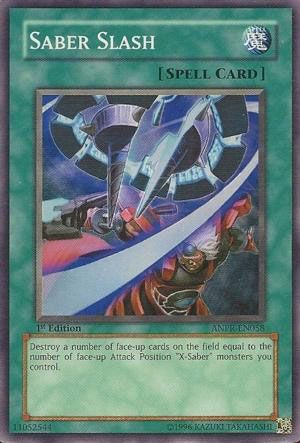 SABER SLASH
魔
[SPELL CARD]
1st Edition
ANPR-EN058
Destroy a number of face-up cards on the field equal to the
number of face-up Attack Position "X-Saber" monsters you
control.
11052544
©1996 KAZUKI TAKAHASHI